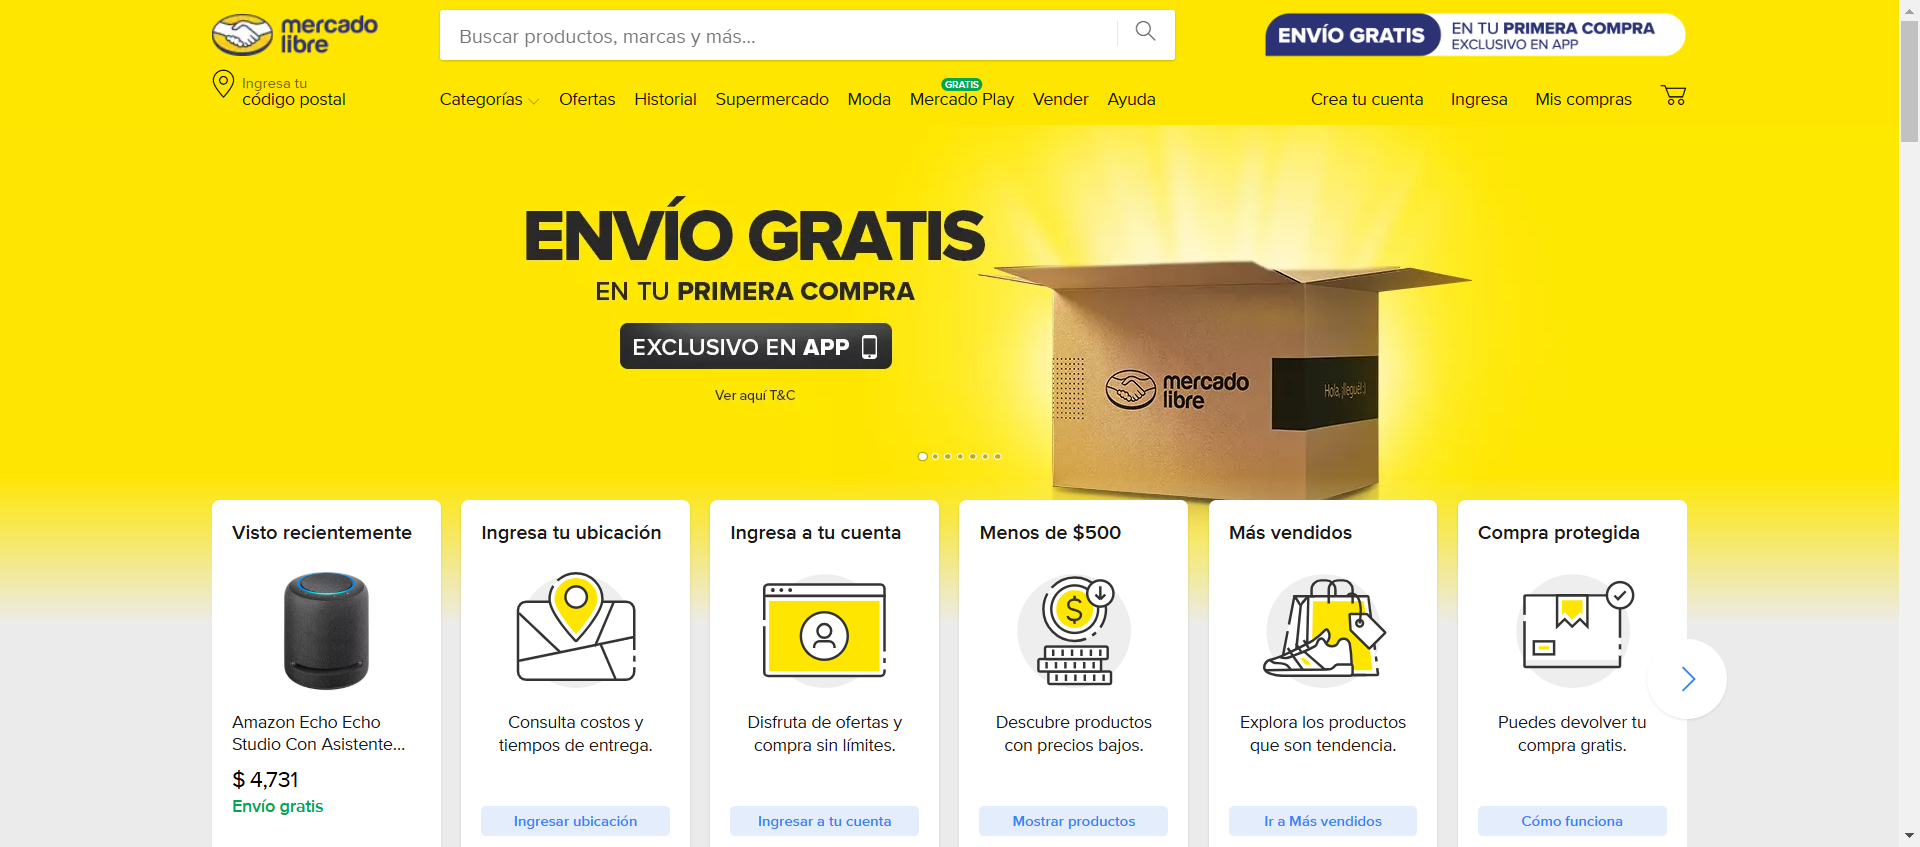 mercado
libre
Buscar productos, marcas y más...
ENVÍO GRATIS
EN TU PRIMERA COMPRA
EXCLUSIVO EN APP
Ingresa tu
código postal
Categorías
Ofertas
Historial
Supermercado
Moda
GRATIS
Mercado Play
Vender
Ayuda
Crea tu cuenta
Ingresa
Mis compras
ENVÍO GRATIS
EN TU PRIMERA COMPRA
EXCLUSIVO EN APP
Ver aquí T&C
mercado
libre
Hola, ¡llegué! :)
Visto recientemente
Amazon Echo Echo
Studio Con Asistente...
$ 4,731
Envío gratis
Ingresa tu ubicación
Consulta costos y
tiempos de entrega.
Ingresar ubicación
Ingresa a tu cuenta
Disfruta de ofertas y
compra sin límites.
Ingresar a tu cuenta
Menos de $500
$
Descubre productos
con precios bajos.
Mostrar productos
Más vendidos
Explora los productos
que son tendencia.
Ir a Más vendidos
Compra protegida
Puedes devolver tu
compra gratis.
Cómo funciona